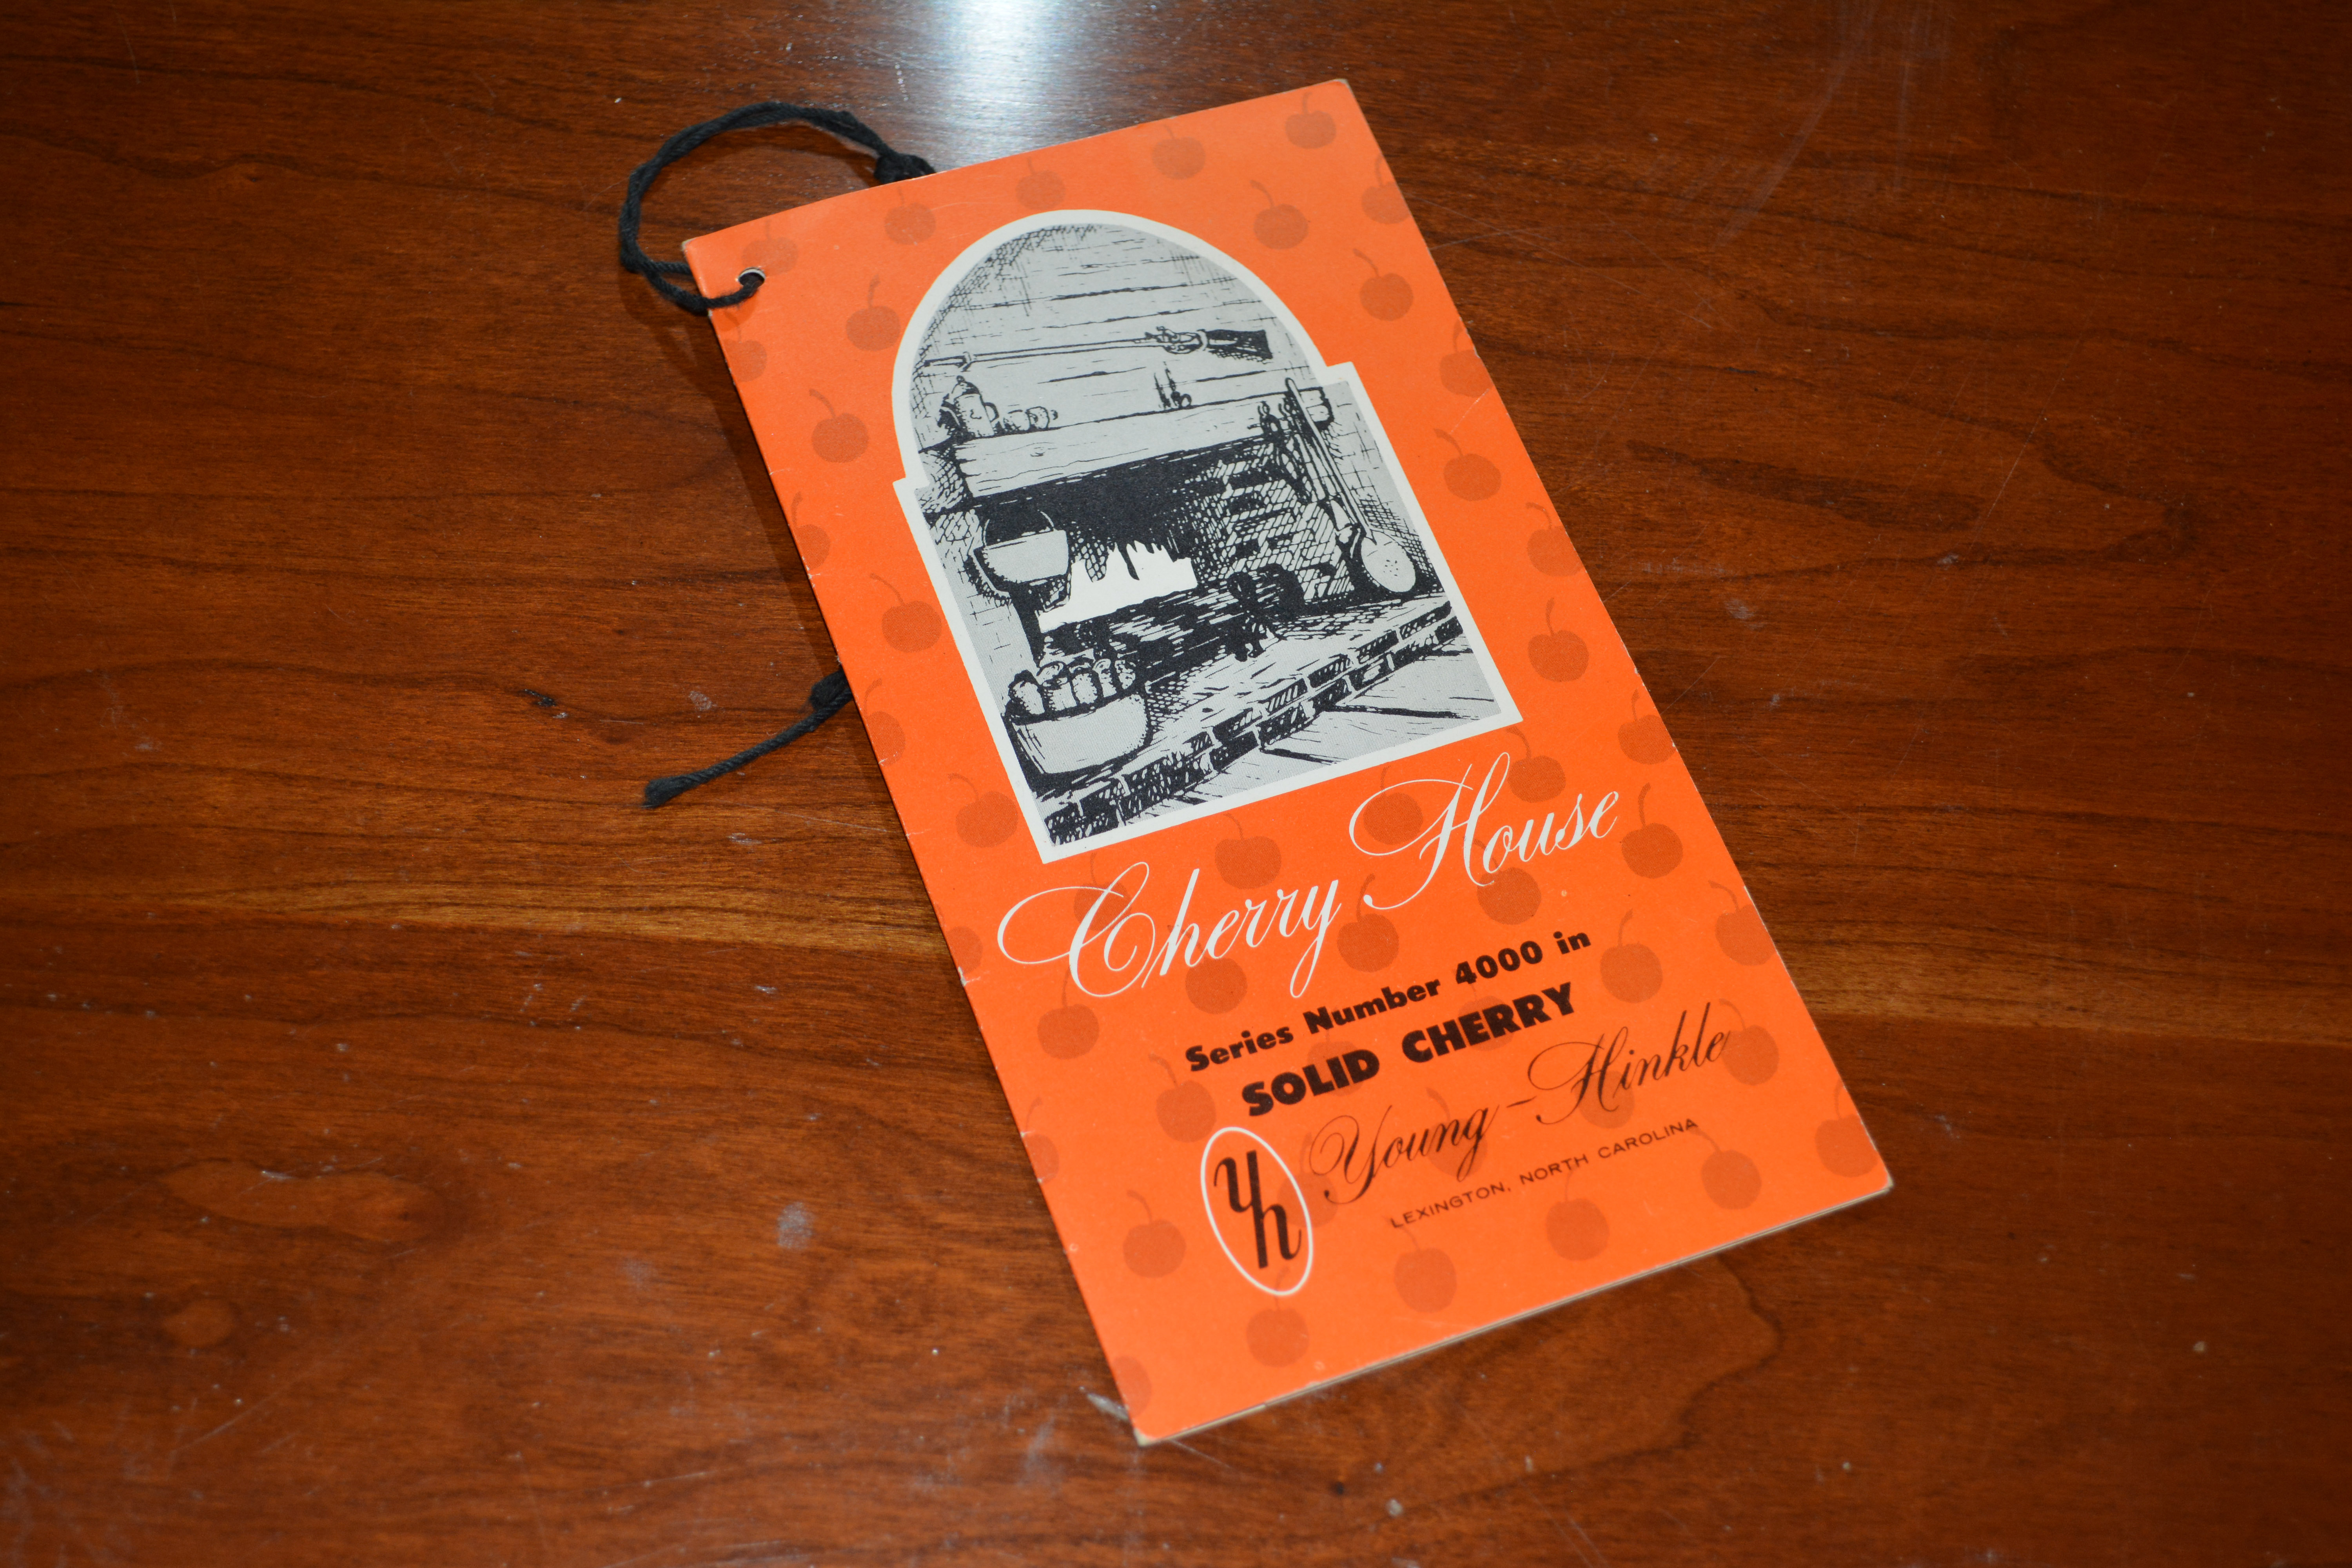 Cherry House
Series Number 4000 in
SOLID CHERRY
yh
Young-Hinkle
LEXINGTON, NORTH CAROLINA